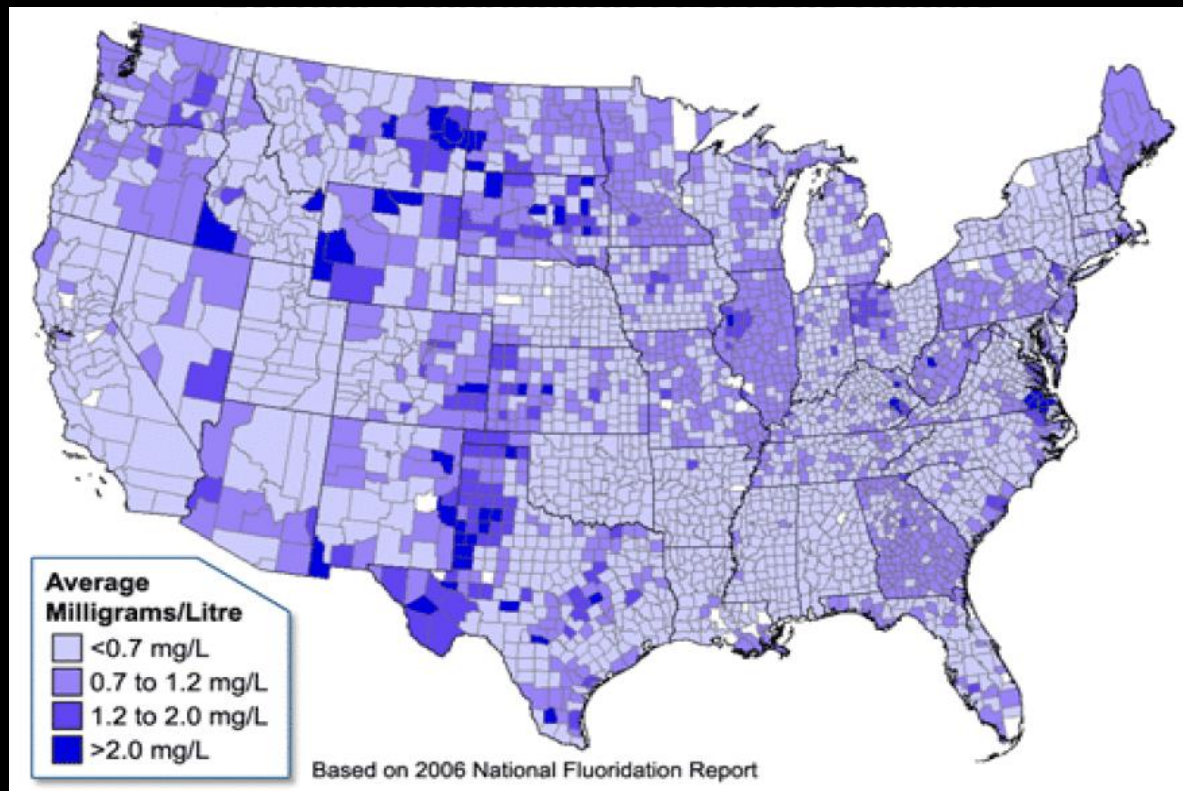 Average
Milligrams/Litre
<0.7 mg/L
0.7 to 1.2 mg/L
1.2 to 2.0 mg/L
>2.0 mg/L
Based on 2006 National Fluoridation Report